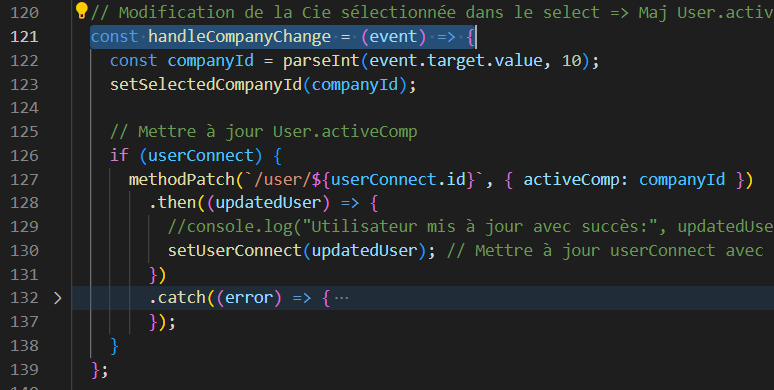 120 // Modification de la Cie sélectionnée dans le select => Maj User.activ
121 const handleCompanyChange = (event) => {
122 const companyId = parseInt(event.target.value, 10);
123 setSelectedCompanyId(companyId);
124
125 // Mettre à jour User.activeComp
126 if (userConnect) {
127 methodPatch(`/user/${userConnect.id}`, { activeComp: companyId })
128 .then((updatedUser) => {
129 //console.log("Utilisateur mis à jour avec succès:", updatedUse
130 setUserConnect(updatedUser); // Mettre à jour userConnect avec
131 })
132 .catch((error) => { ⋯
137 });
138 }
139 };